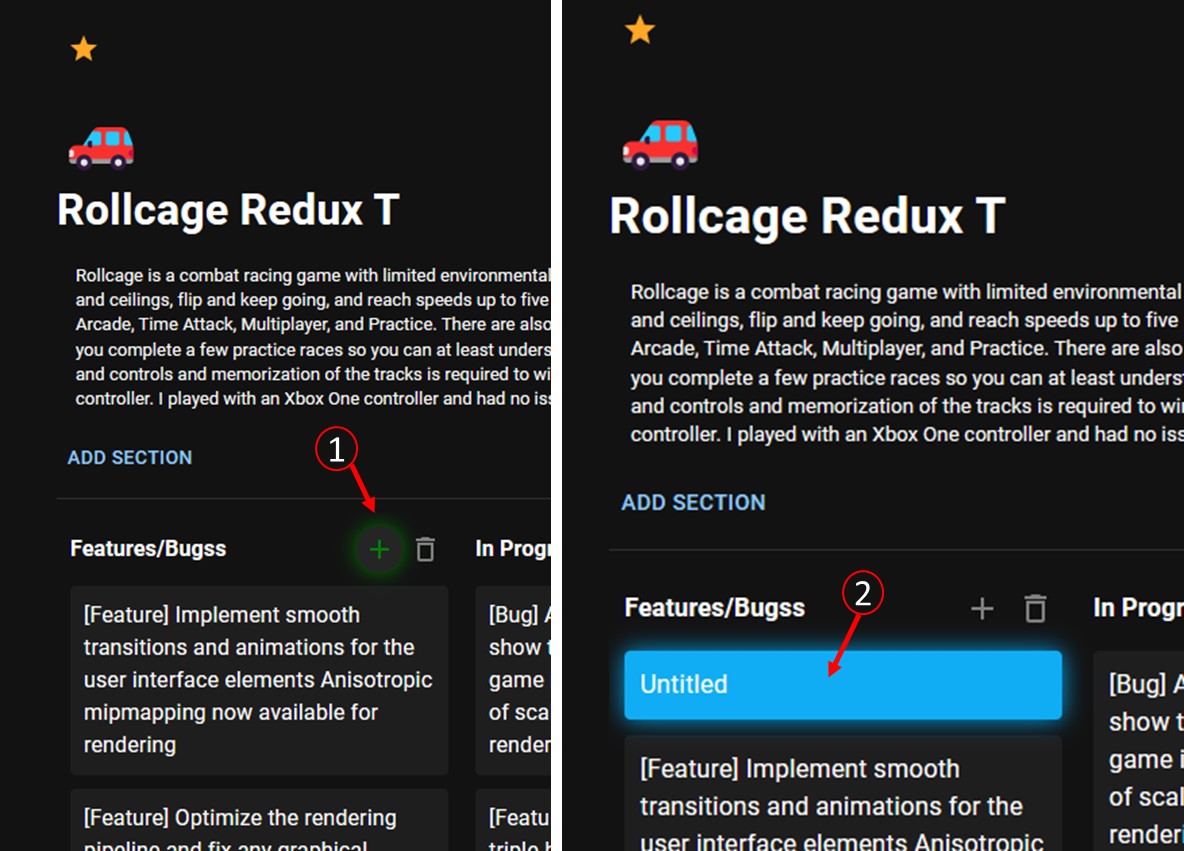 Rollcage Redux T
Rollcage is a combat racing game with limited environmental
and ceilings, flip and keep going, and reach speeds up to five
Arcade, Time Attack, Multiplayer, and Practice. There are also
you complete a few practice races so you can at least unders
and controls and memorization of the tracks is required to wi
controller. I played with an Xbox One controller and had no iss
ADD SECTION
1
Features/Bugss
[Feature] Implement smooth
transitions and animations for the
user interface elements Anisotropic
mipmapping now available for
rendering
[Feature] Optimize the rendering
pipeline and fix any graphical
In Progr
[Bug] A
show t
game
of sca
render
[Featu
triple b
Rollcage Redux T
Rollcage is a combat racing game with limited environmental
and ceilings, flip and keep going, and reach speeds up to five
Arcade, Time Attack, Multiplayer, and Practice. There are also
you complete a few practice races so you can at least underst
and controls and memorization of the tracks is required to wi
controller. I played with an Xbox One controller and had no iss
ADD SECTION
2
Features/Bugss
Untitled
[Feature] Implement smooth
transitions and animations for the
user interface elements Anisotropic
In Progr
[Bug] A
show t
game i
of scal
renderi